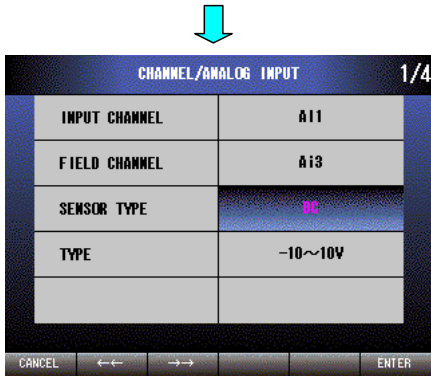 CHANNEL/ANALOG INPUT 1/4
INPUT CHANNEL AI1
FIELD CHANNEL Ai3
SENSOR TYPE DC
TYPE -10～10V
CANCEL ←← →→ ENTER